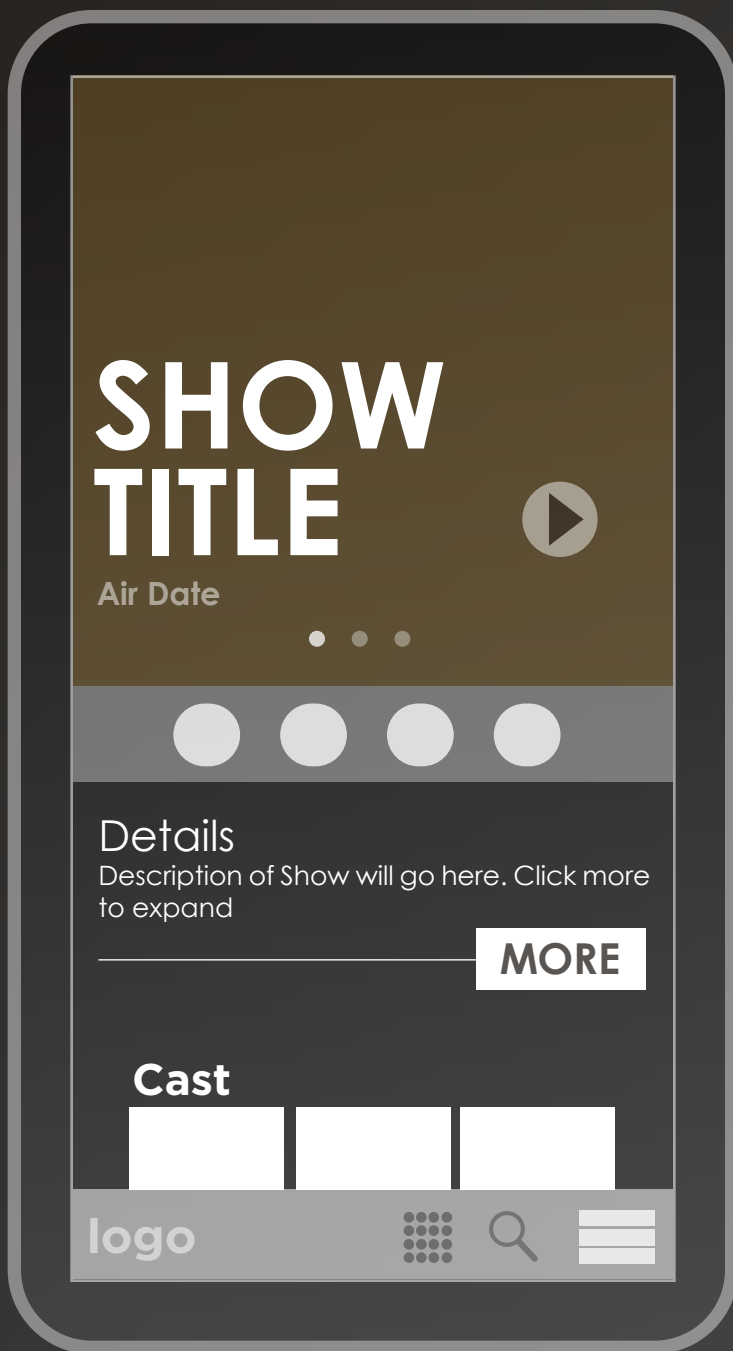 SHOW
TITLE
Air Date
Details
Description of Show will go here. Click more
to expand
MORE
Cast
logo